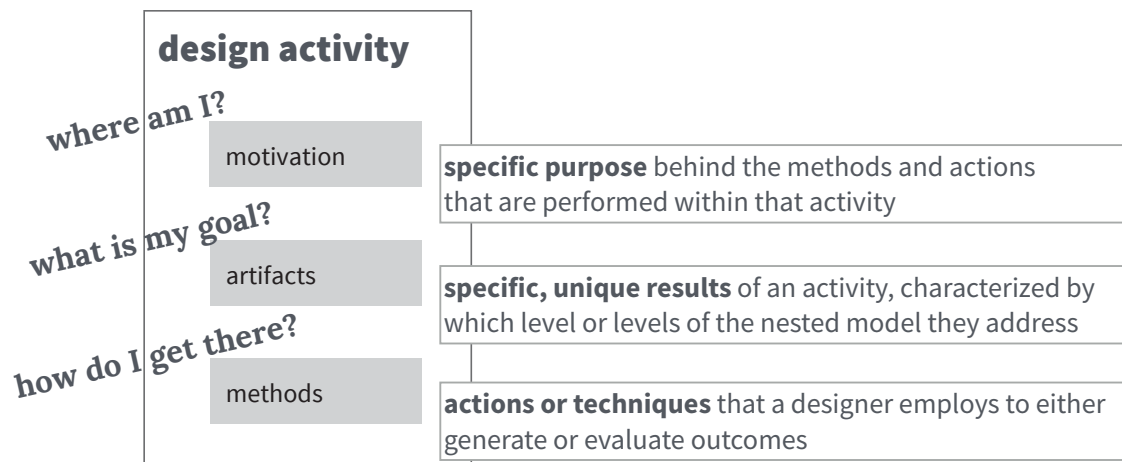 design activity
where am I?
motivation
specific purpose behind the methods and actions
that are performed within that activity
what is my goal?
artifacts
specific, unique results of an activity, characterized by
which level or levels of the nested model they address
how do I get there?
methods
actions or techniques that a designer employs to either
generate or evaluate outcomes